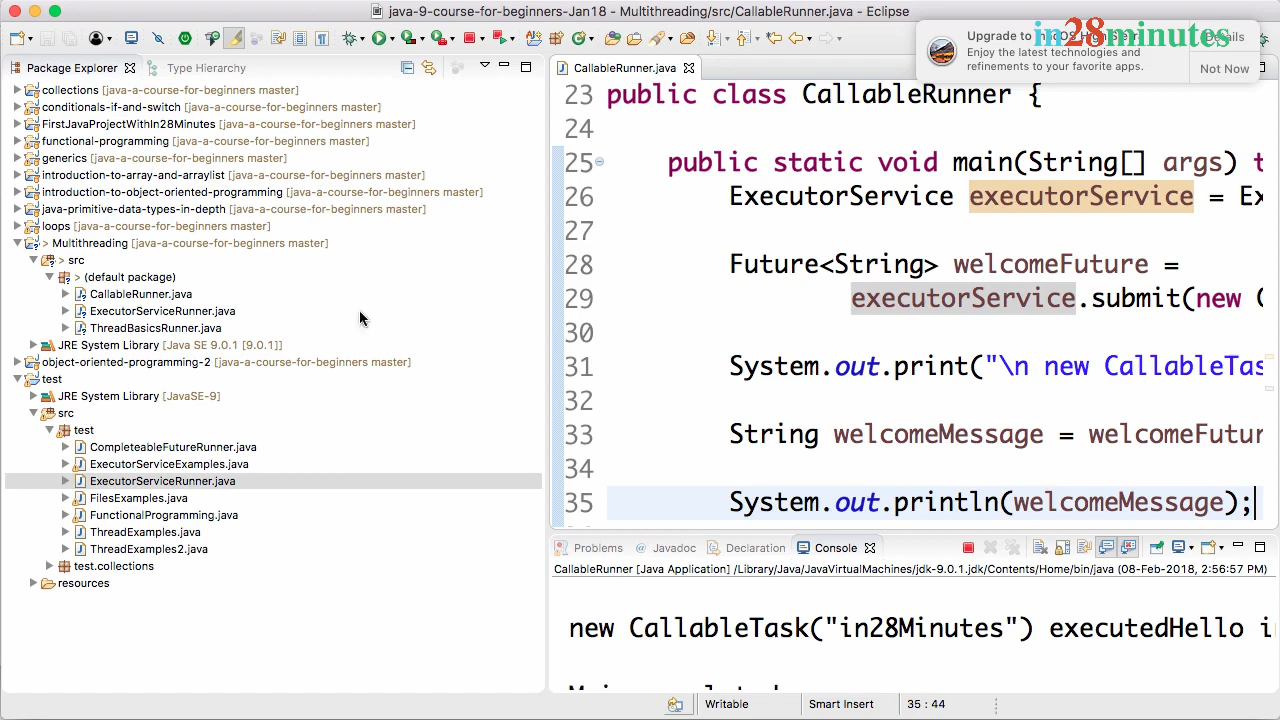 java-9-course-for-beginners-Jan18 - Multithreading/src/CallableRunner.java - Eclipse
Upgrade to
in28minutes
Enjoy the latest technologies and
refinements to your favorite apps.
Not Now
Package Explorer
Type Hierarc
CallableRunner.java
collections [java-a-course-for-beginners master]
conditionals-if-and-switch [java-a-course-for-beginners master]
FirstJavaProjectWithIn28Minutes [java-a-course-for-beginners master]
functional-programming [java-a-course-for-beginners master]
generics [java-a-course-for-beginners master]
introduction-to-array-and-arraylist [java-a-course-for-beginners master]
introduction-to-object-oriented-programming [java-a-course-for-beginners master]
java-primitive-data-types-in-depth [java-a-course-for-beginners master]
loops [java-a-course-for-beginners master]
> Multithreading [java-a-course-for-beginners master]
> src
> (default package)
CallableRunner.java
ExecutorServiceRunner.java
ThreadBasicsRunner.java
JRE System Library [Java SE 9.0.1 [9.0.1]]
object-oriented-programming-2 [java-a-course-for-beginners master]
test
JRE System Library [JavaSE-9]
src
test
CompleteableFutureRunner.java
ExecutorServiceExamples.java
ExecutorServiceRunner.java
FilesExamples.java
FunctionalProgramming.java
ThreadExamples.java
ThreadExamples2.java
test.collections
resources
23 public class CallableRunner {
24
25 public static void main(String[] args) t
26 ExecutorService executorService = Ex
27
28 Future<String> welcomeFuture =
29 executorService.submit(new C
30
31 System.out.print("\n new CallableTas
32
33 String welcomeMessage = welcomeFutur
34
35 System.out.println(welcomeMessage);
Problems
Javadoc
Declaration
Console
CallableRunner [Java Application] /Library/Java/JavaVirtualMachines/jdk-9.0.1.jdk/Contents/Home/bin/java (08-Feb-2018, 2:56:57 PM)
new CallableTask("in28Minutes") executedHello i
Writable
Smart Insert
35 : 44